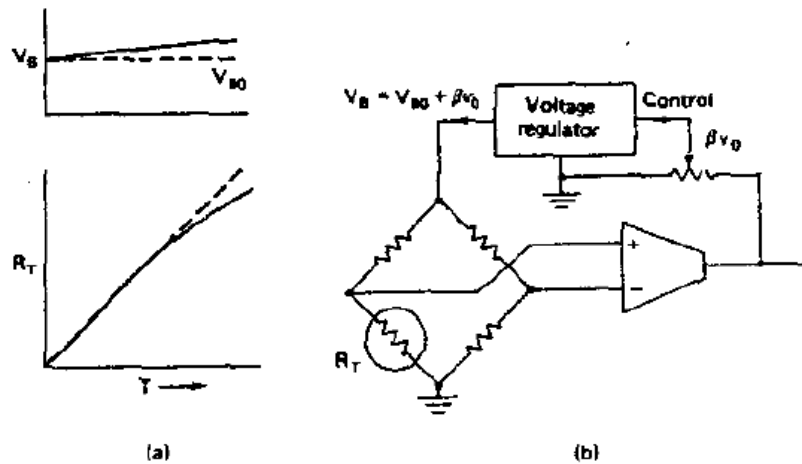 V_B
V_B0
R_T
T
(a)
V_B = V_B0 + βv_0
Voltage
regulator
Control
βv_0
+
−
R_T
(b)